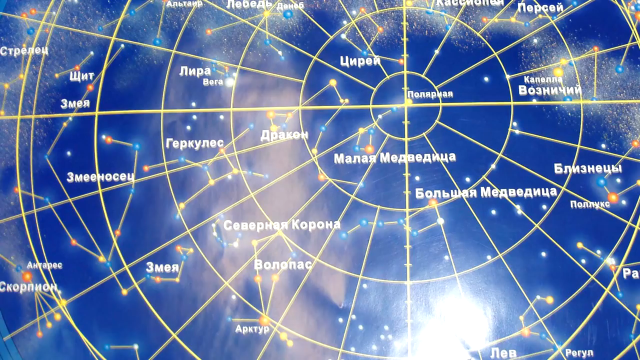 Кассиопея
Альтаир
Лебедь
Денеб
Персей
Стрелец
Цирей
Щит
Лира
Вега
Капелла
Возничий
Полярная
Змея
Дракон
Геркулес
Малая Медведица
Близнецы
Змееносец
Большая Медведица
Поллукс
Северная Корона
Антарес
Змея
Волопас
Скорпион
Ра
Арктур
Лев
Регул